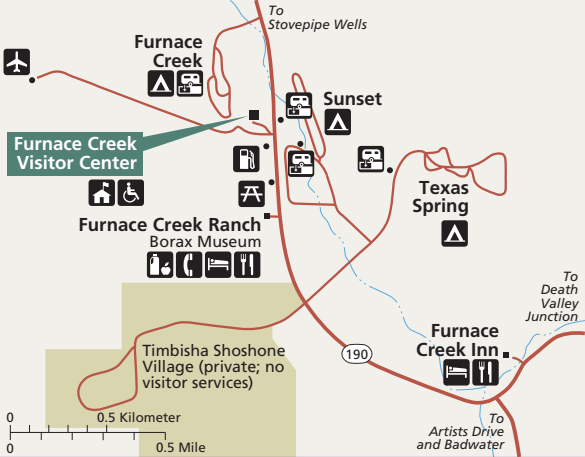 To
Stovepipe Wells
Furnace
Creek
Sunset
Furnace Creek
Visitor Center
Texas
Spring
Furnace Creek Ranch
Borax Museum
To
Death
Valley
Junction
Furnace
Creek Inn
190
Timbisha Shoshone
Village (private; no
visitor services)
0 0.5 Kilometer
0 0.5 Mile
To
Artists Drive
and Badwater